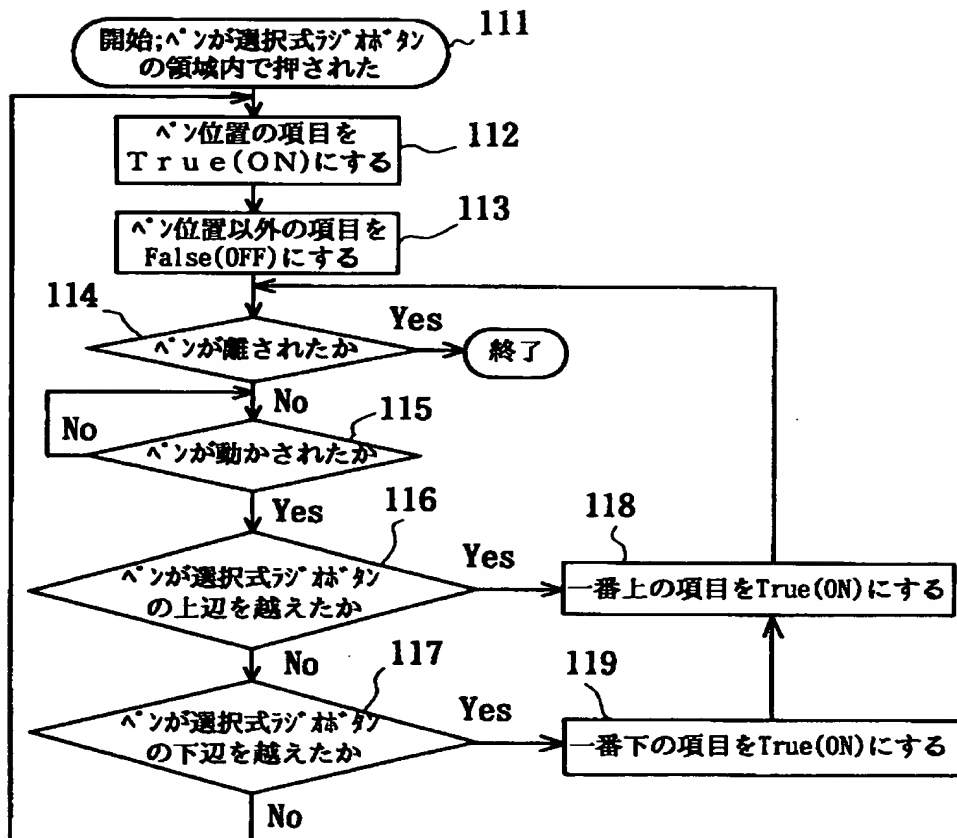 開始;ペンが選択式ラジオボタン
の領域内で押された
111
ペン位置の項目を
True(ON)にする
112
ペン位置以外の項目を
False(OFF)にする
113
114
ペンが離されたか
Yes
終了
No
115
No
ペンが動かされたか
Yes
116
ペンが選択式ラジオボタン
の上辺を越えたか
Yes
118
一番上の項目をTrue(ON)にする
No
117
ペンが選択式ラジオボタン
の下辺を越えたか
Yes
119
一番下の項目をTrue(ON)にする
No